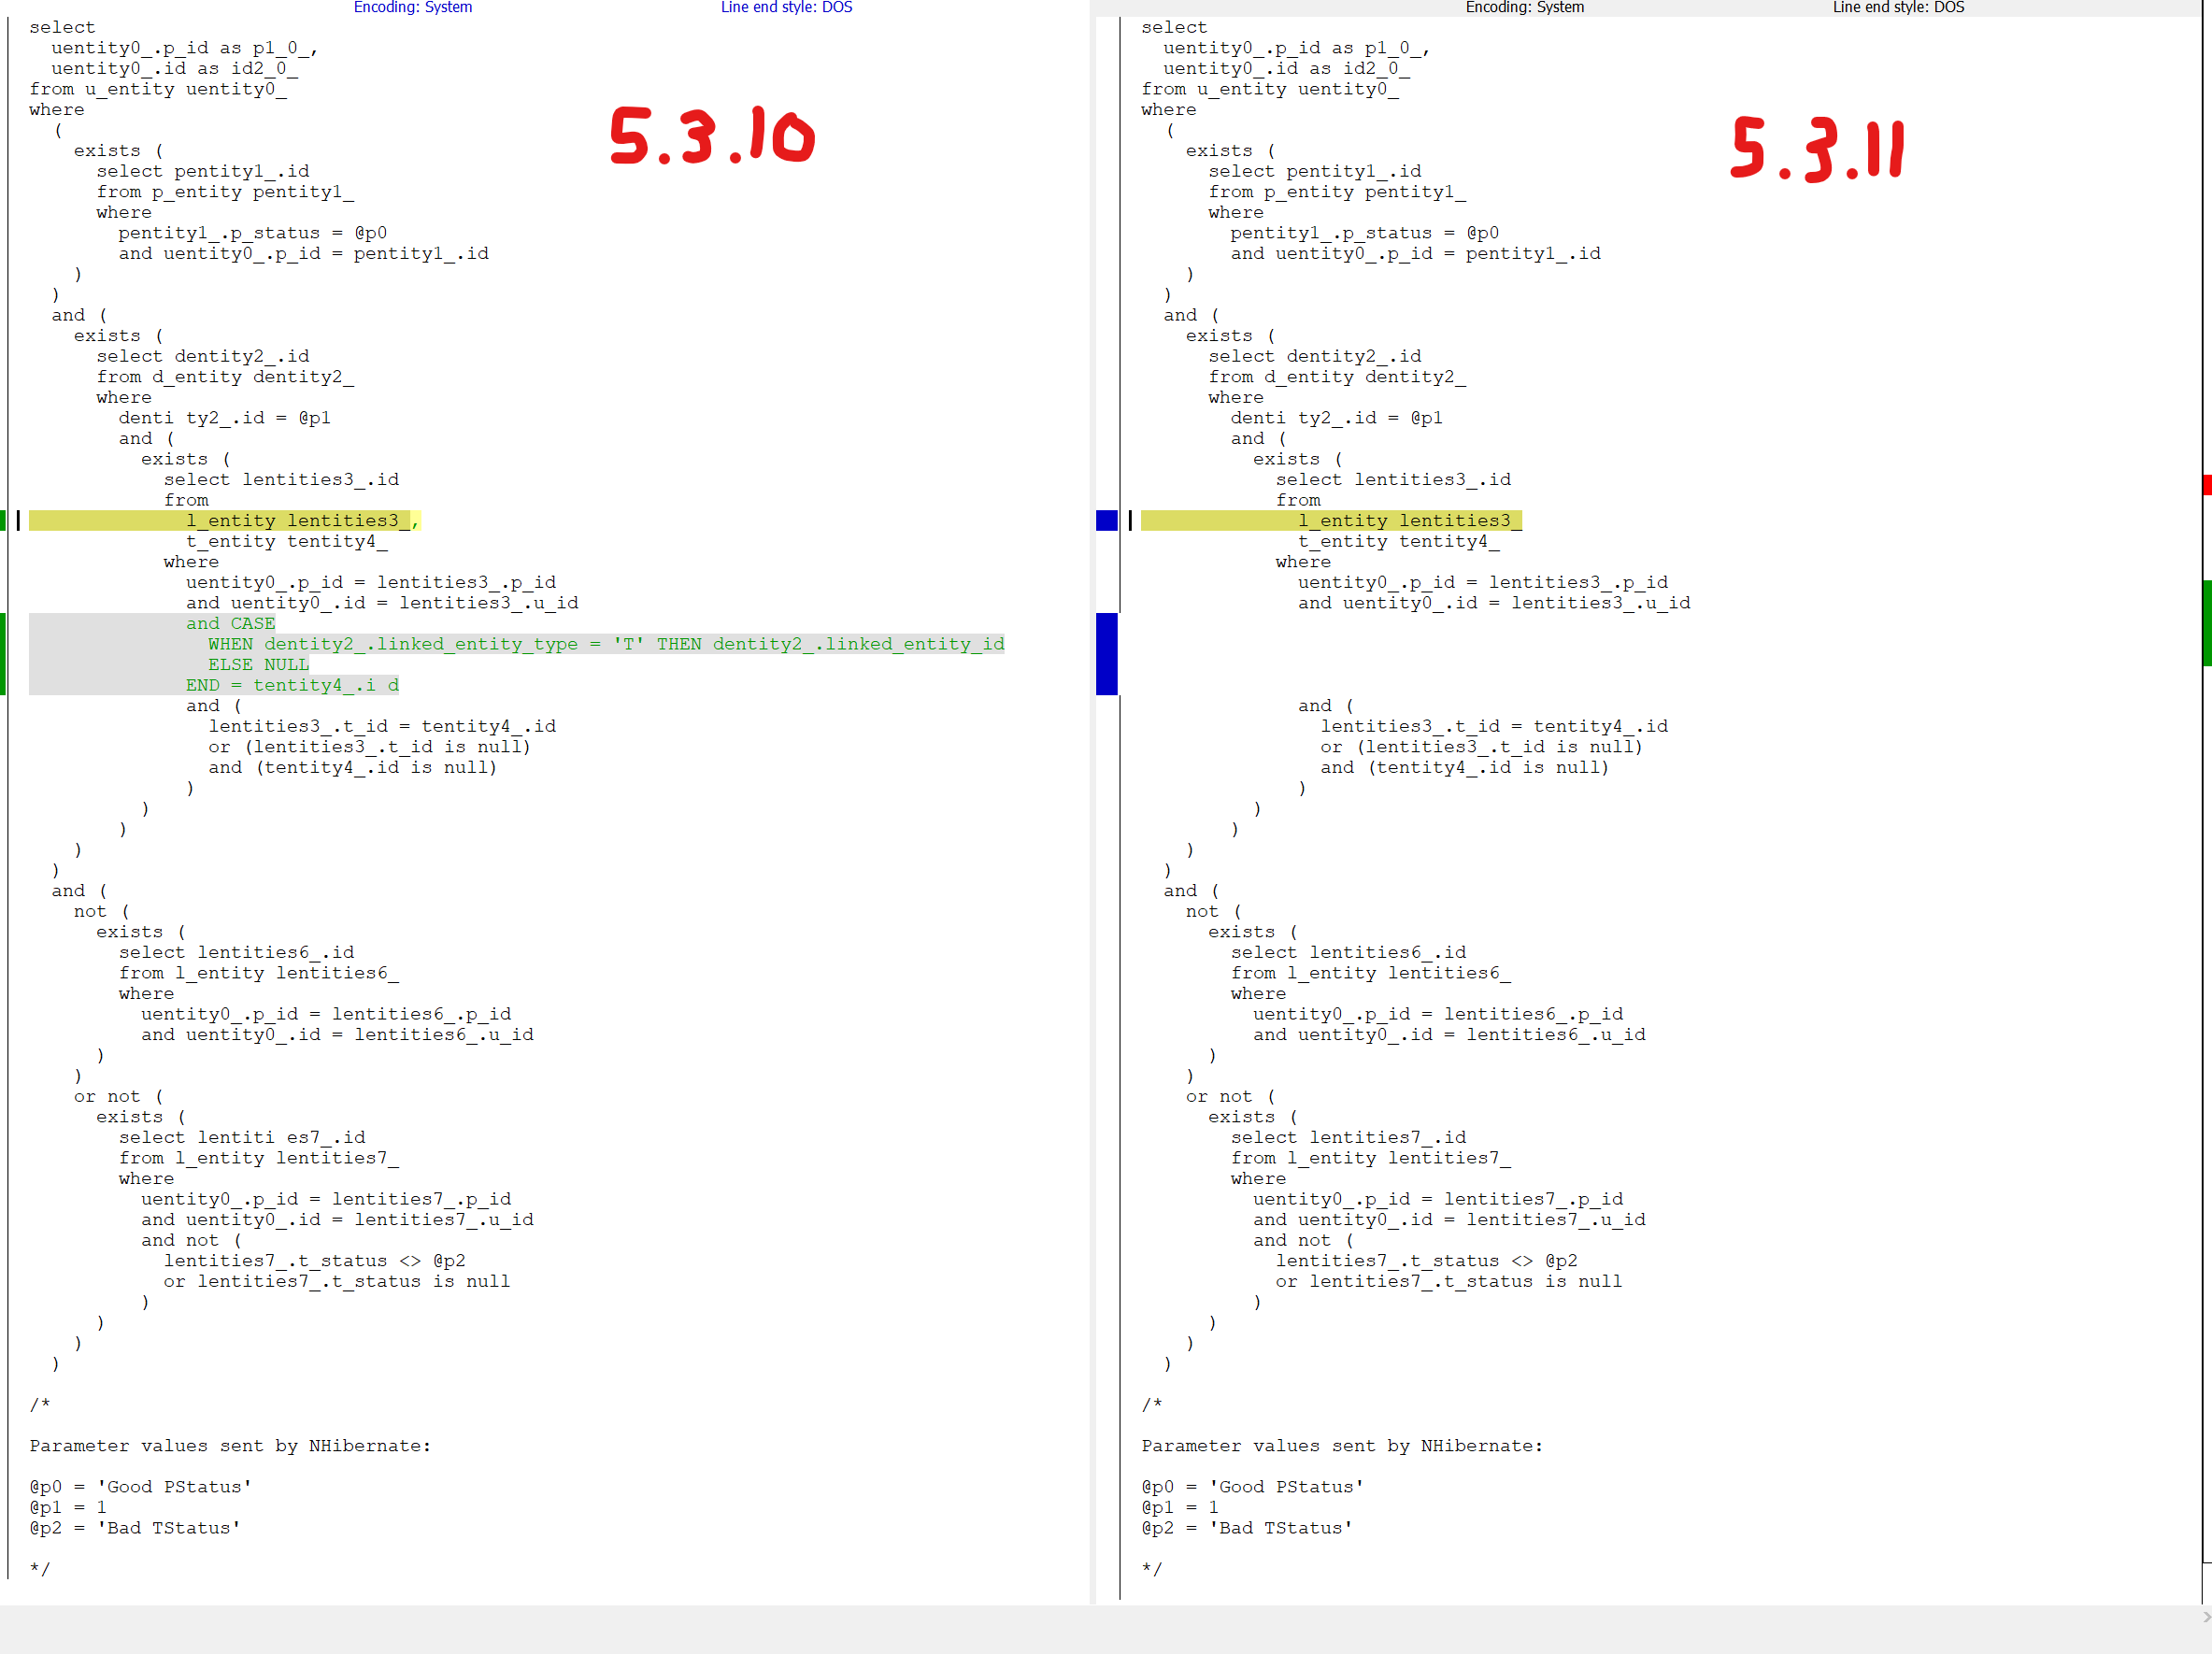 Encoding: System Line end style: DOS
select
  uentity0_.p_id as p1_0_,
  uentity0_.id as id2_0_
from u_entity uentity0_
where
  (
    exists (
      select pentity1_.id
      from p_entity pentity1_
      where
        pentity1_.p_status = @p0
        and uentity0_.p_id = pentity1_.id
    )
  )
  and (
    exists (
      select dentity2_.id
      from d_entity dentity2_
      where
        denti ty2_.id = @p1
        and (
          exists (
            select lentities3_.id
            from
              l_entity lentities3_,
              t_entity tentity4_
            where
              uentity0_.p_id = lentities3_.p_id
              and uentity0_.id = lentities3_.u_id
              and CASE
                WHEN dentity2_.linked_entity_type = 'T' THEN dentity2_.linked_entity_id
                ELSE NULL
              END = tentity4_.i d
              and (
                lentities3_.t_id = tentity4_.id
                or (lentities3_.t_id is null)
                and (tentity4_.id is null)
              )
          )
        )
    )
  )
  and (
    not (
      exists (
        select lentities6_.id
        from l_entity lentities6_
        where
          uentity0_.p_id = lentities6_.p_id
          and uentity0_.id = lentities6_.u_id
      )
    )
    or not (
      exists (
        select lentiti es7_.id
        from l_entity lentities7_
        where
          uentity0_.p_id = lentities7_.p_id
          and uentity0_.id = lentities7_.u_id
          and not (
            lentities7_.t_status <> @p2
            or lentities7_.t_status is null
          )
      )
    )
  )
/*
Parameter values sent by NHibernate:
@p0 = 'Good PStatus'
@p1 = 1
@p2 = 'Bad TStatus'
*/
5.3.10
Encoding: System Line end style: DOS
select
  uentity0_.p_id as p1_0_,
  uentity0_.id as id2_0_
from u_entity uentity0_
where
  (
    exists (
      select pentity1_.id
      from p_entity pentity1_
      where
        pentity1_.p_status = @p0
        and uentity0_.p_id = pentity1_.id
    )
  )
  and (
    exists (
      select dentity2_.id
      from d_entity dentity2_
      where
        denti ty2_.id = @p1
        and (
          exists (
            select lentities3_.id
            from
              l_entity lentities3_
              t_entity tentity4_
            where
              uentity0_.p_id = lentities3_.p_id
              and uentity0_.id = lentities3_.u_id
              and (
                lentities3_.t_id = tentity4_.id
                or (lentities3_.t_id is null)
                and (tentity4_.id is null)
              )
          )
        )
    )
  )
  and (
    not (
      exists (
        select lentities6_.id
        from l_entity lentities6_
        where
          uentity0_.p_id = lentities6_.p_id
          and uentity0_.id = lentities6_.u_id
      )
    )
    or not (
      exists (
        select lentities7_.id
        from l_entity lentities7_
        where
          uentity0_.p_id = lentities7_.p_id
          and uentity0_.id = lentities7_.u_id
          and not (
            lentities7_.t_status <> @p2
            or lentities7_.t_status is null
          )
      )
    )
  )
/*
Parameter values sent by NHibernate:
@p0 = 'Good PStatus'
@p1 = 1
@p2 = 'Bad TStatus'
*/
5.3.11